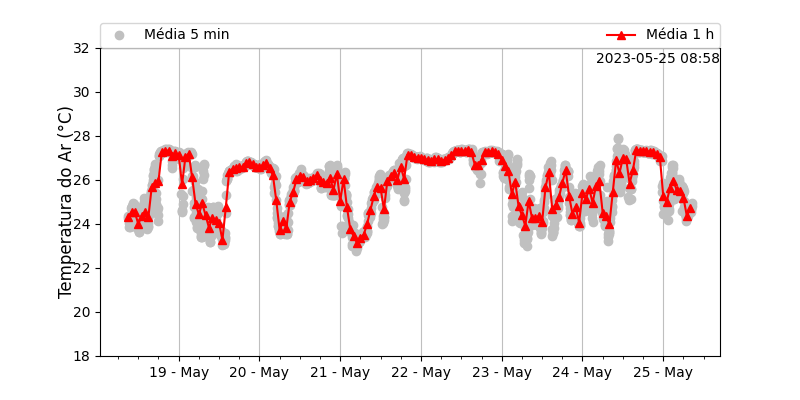 Média 5 min
Média 1 h
2023-05-25 08:58
Temperatura do Ar (°C)
32
30
28
26
24
22
20
18
19 - May
20 - May
21 - May
22 - May
23 - May
24 - May
25 - May